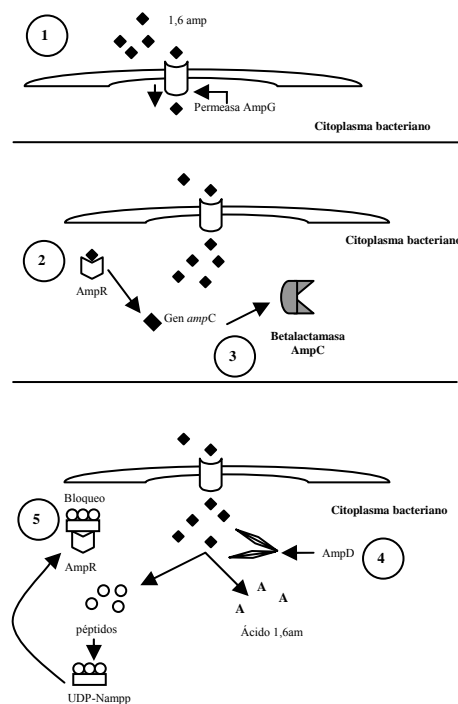 1
1,6 amp
Permeasa AmpG
Citoplasma bacteriano
Citoplasma bacteriano
2
AmpR
Gen ampC
3
Betalactamasa
AmpC
Citoplasma bacteriano
5
Bloqueo
AmpR
AmpD
4
A
A
A
péptidos
Ácido 1,6am
UDP-Nampp